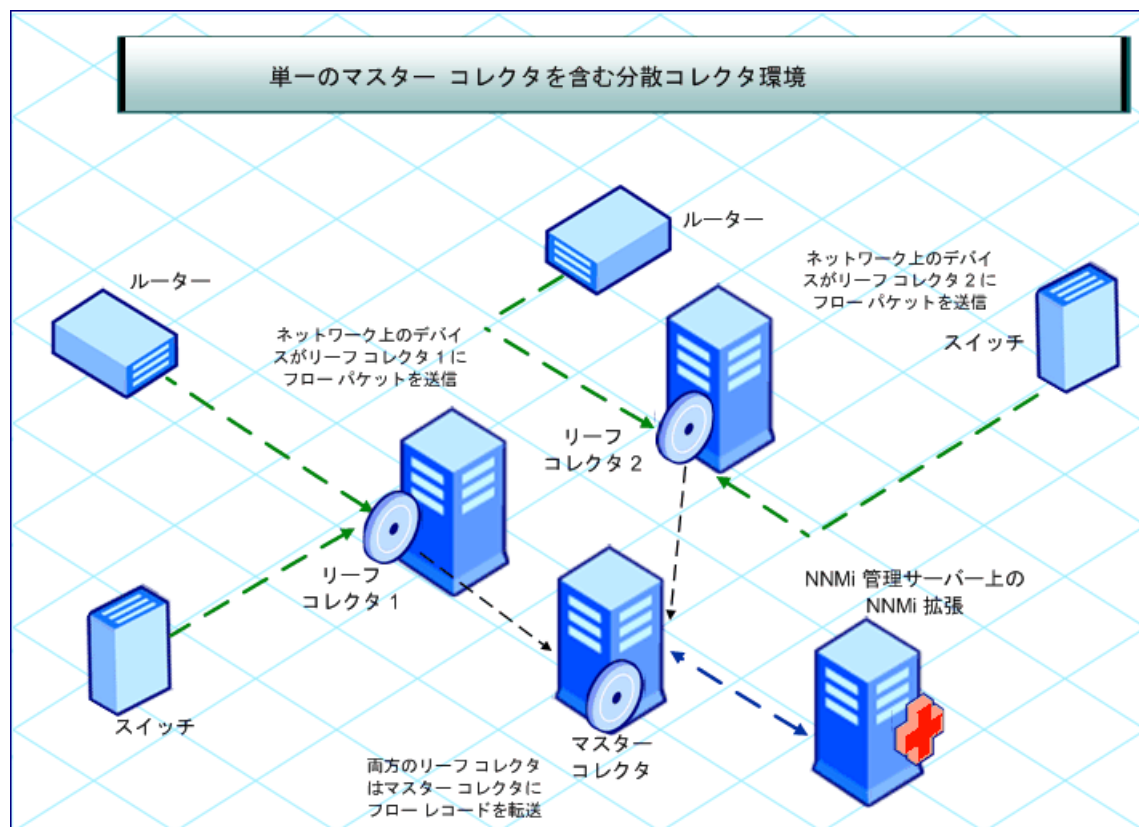 単一のマスター コレクタを含む分散コレクタ環境
ルーター
ルーター
ネットワーク上のデバイ
スがリーフ コレクタ 2 に
フロー パケットを送信
スイッチ
ネットワーク上のデバイ
スがリーフ コレクタ 1 に
フロー パケットを送信
リーフ
コレクタ 2
リーフ
コレクタ 1
NNMi 管理サーバー上の
NNMi 拡張
スイッチ
マスター
コレクタ
両方のリーフ コレクタ
はマスター コレクタに
フロー レコードを転送